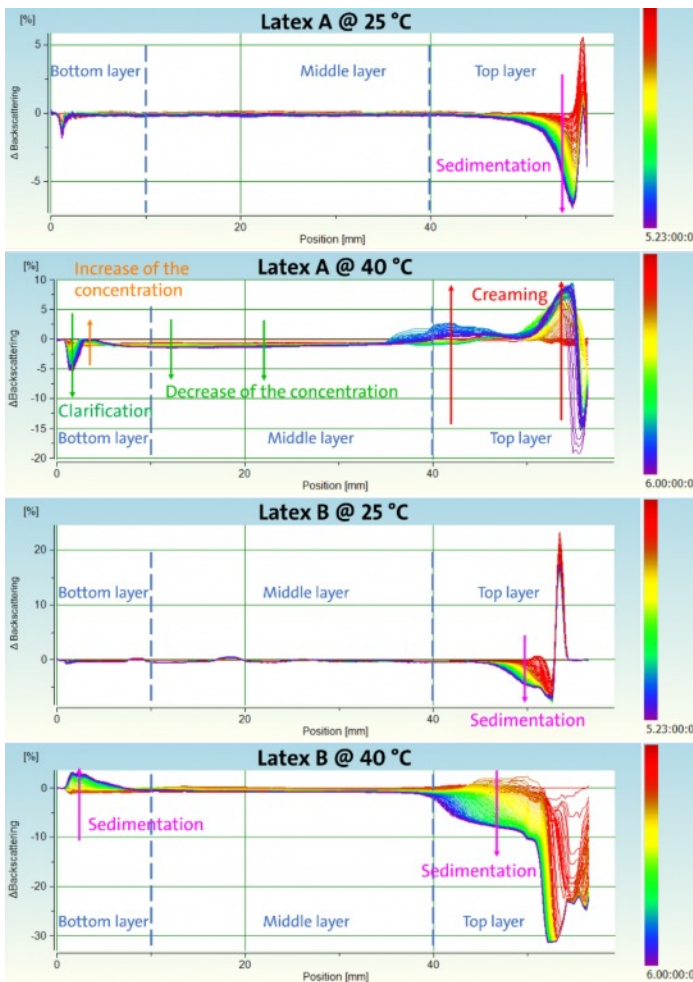 [%]
Latex A @ 25 °C
5
0
-5
Δ Backscattering
Bottom layer
Middle layer
Top layer
Sedimentation
0
20
40
Position [mm]
5.23:00:0
[%]
Latex A @ 40 °C
10
5
0
-5
-10
-15
-20
ΔBackscattering
Increase of the
concentration
Creaming
Decrease of the concentration
Clarification
Bottom layer
Middle layer
Top layer
0
20
40
Position [mm]
6.00:00:0
[%]
Latex B @ 25 °C
20
10
0
Δ Backscattering
Bottom layer
Middle layer
Top layer
Sedimentation
0
20
40
Position [mm]
5.23:00:0
[%]
Latex B @ 40 °C
0
-10
-20
-30
ΔBackscattering
Sedimentation
Sedimentation
Bottom layer
Middle layer
Top layer
0
20
40
Position [mm]
6.00:00:0